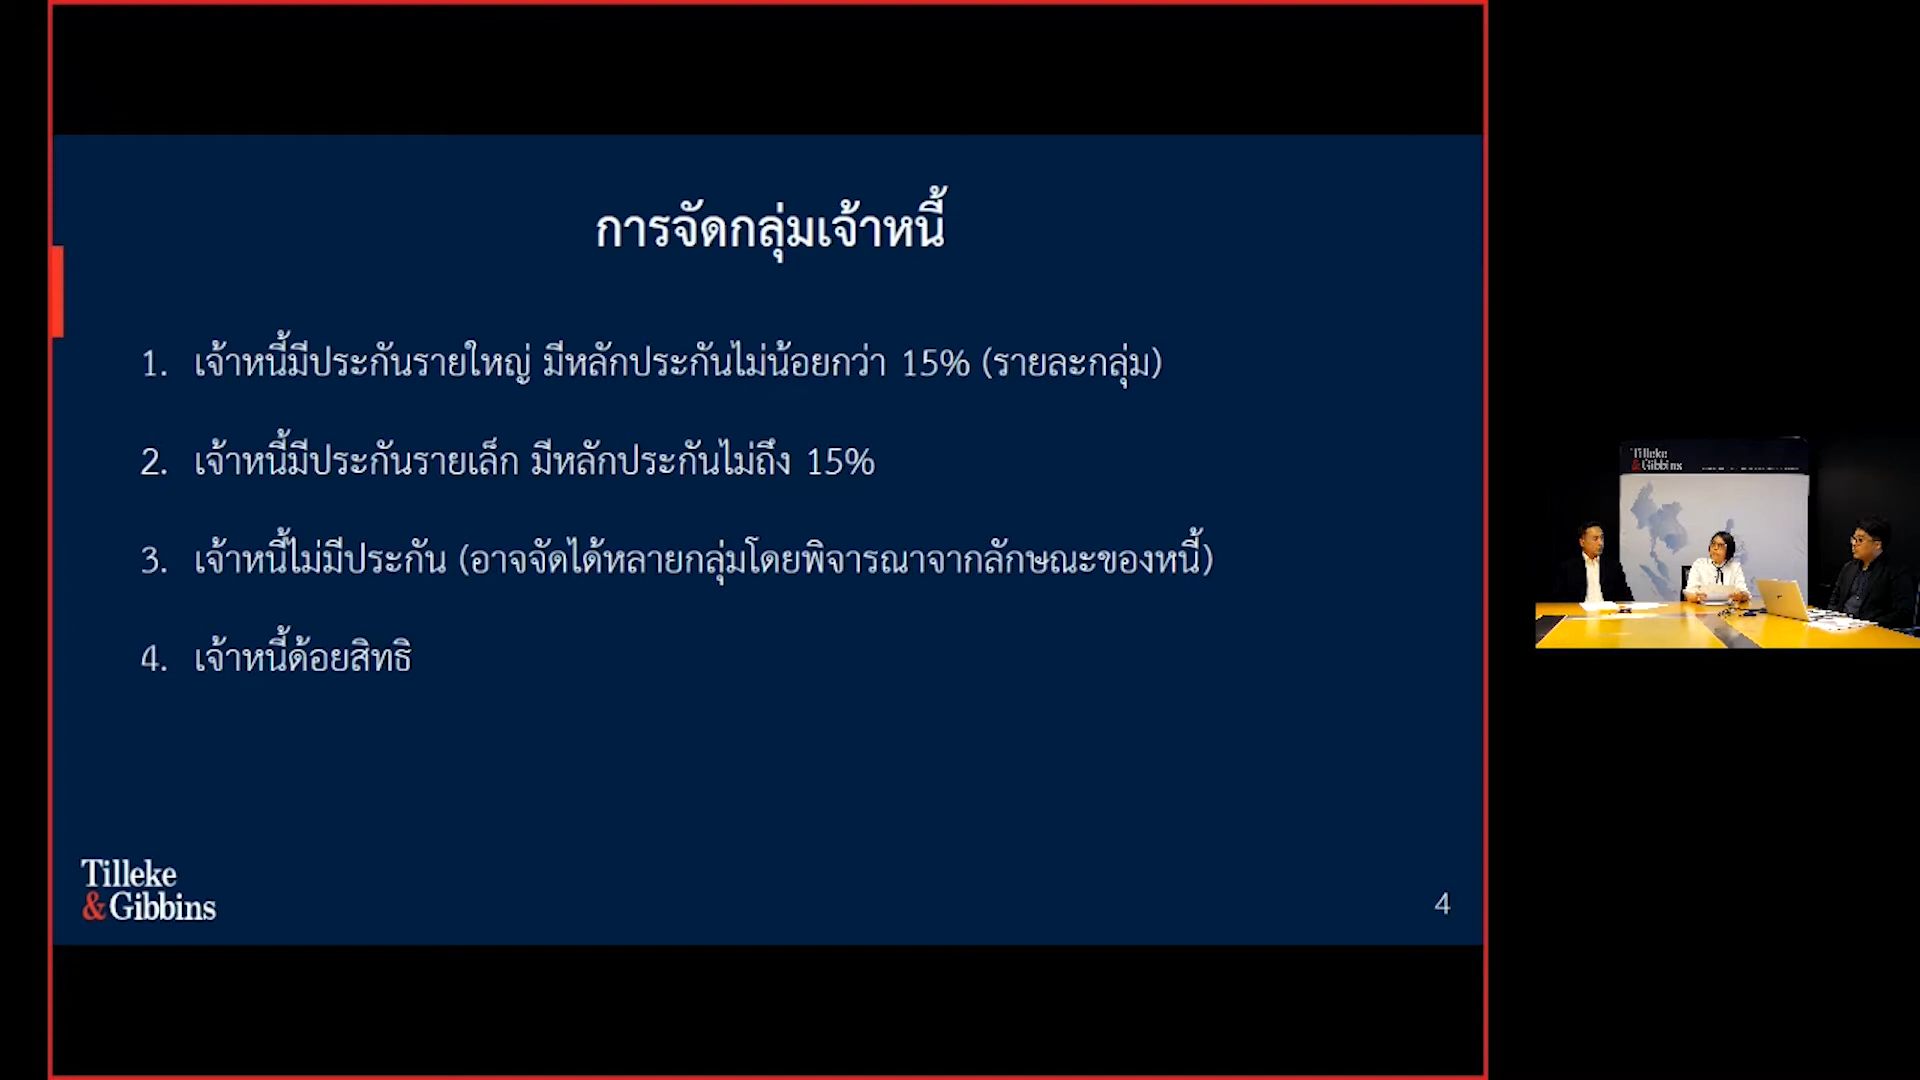 การจัดกลุ่มเจ้าหนี้
1. เจ้าหนี้มีประกันรายใหญ่ มีหลักประกันไม่น้อยกว่า 15% (รายละกลุ่ม)
2. เจ้าหนี้มีประกันรายเล็ก มีหลักประกันไม่ถึง 15%
3. เจ้าหนี้ไม่มีประกัน (อาจจัดได้หลายกลุ่มโดยพิจารณาจากลักษณะของหนี้)
4. เจ้าหนี้ด้อยสิทธิ
Tilleke
& Gibbins
4
Tilleke
& Gibbins